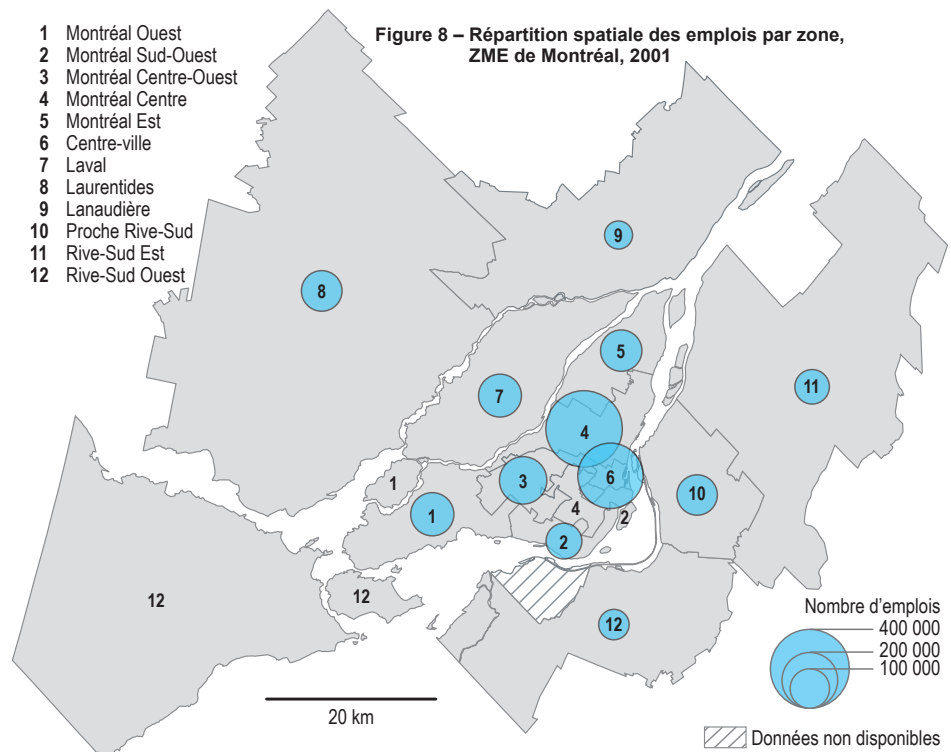 Figure 8 – Répartition spatiale des emplois par zone,
ZME de Montréal, 2001
1 Montréal Ouest
2 Montréal Sud-Ouest
3 Montréal Centre-Ouest
4 Montréal Centre
5 Montréal Est
6 Centre-ville
7 Laval
8 Laurentides
9 Lanaudière
10 Proche Rive-Sud
11 Rive-Sud Est
12 Rive-Sud Ouest
9
8
5
11
7
4
6
3
1
10
4
2
1
2
12
12
12
20 km
Nombre d’emplois
400 000
200 000
100 000
Données non disponibles